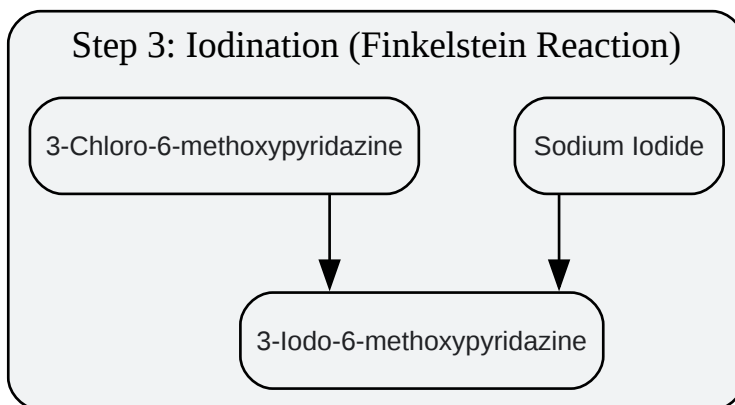 Step 3: Iodination (Finkelstein Reaction)
3-Chloro-6-methoxypyridazine
Sodium Iodide
3-Iodo-6-methoxypyridazine